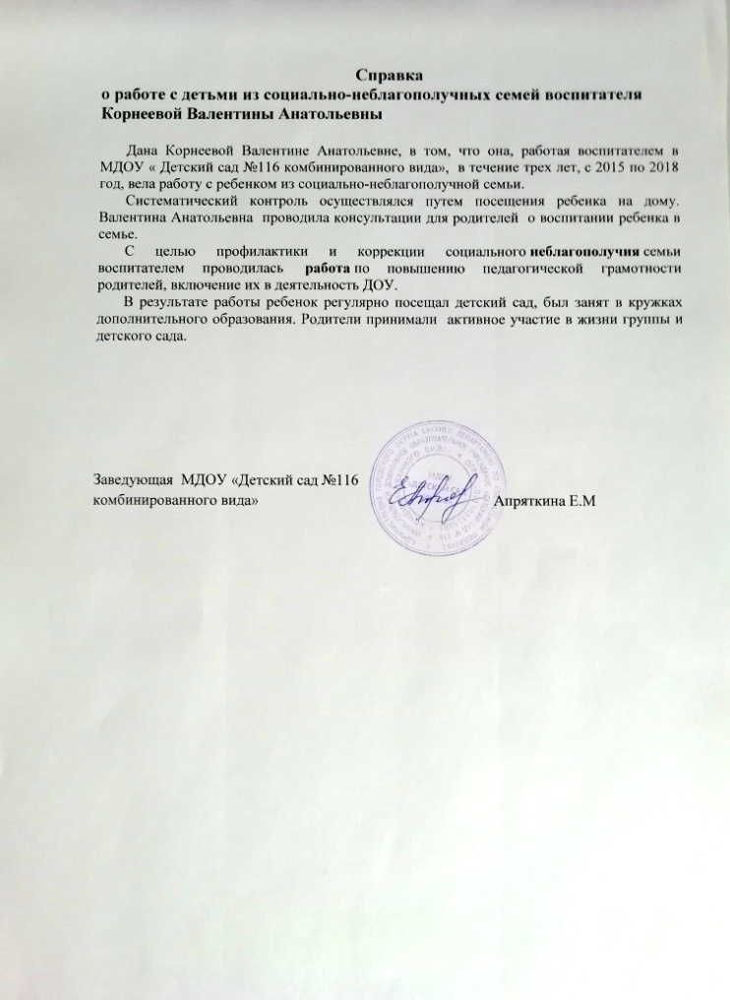 Справка
о работе с детьми из социально-неблагополучных семей воспитателя
Корнеевой Валентины Анатольевны
Дана Корнеевой Валентине Анатольевне, в том, что она, работая воспитателем в
МДОУ « Детский сад №116 комбинированного вида», в течение трех лет, с 2015 по 2018
год, вела работу с ребенком из социально-неблагополучной семьи.
Систематический контроль осуществлялся путем посещения ребенка на дому.
Валентина Анатольевна проводила консультации для родителей о воспитании ребенка в
семье.
С целью профилактики и коррекции социального неблагополучия семьи
воспитателем проводилась работа по повышению педагогической грамотности
родителей, включение их в деятельность ДОУ.
В результате работы ребенок регулярно посещал детский сад, был занят в кружках
дополнительного образования. Родители принимали активное участие в жизни группы и
детского сада.
Заведующая МДОУ «Детский сад №116
комбинированного вида»
Апряткина Е.М